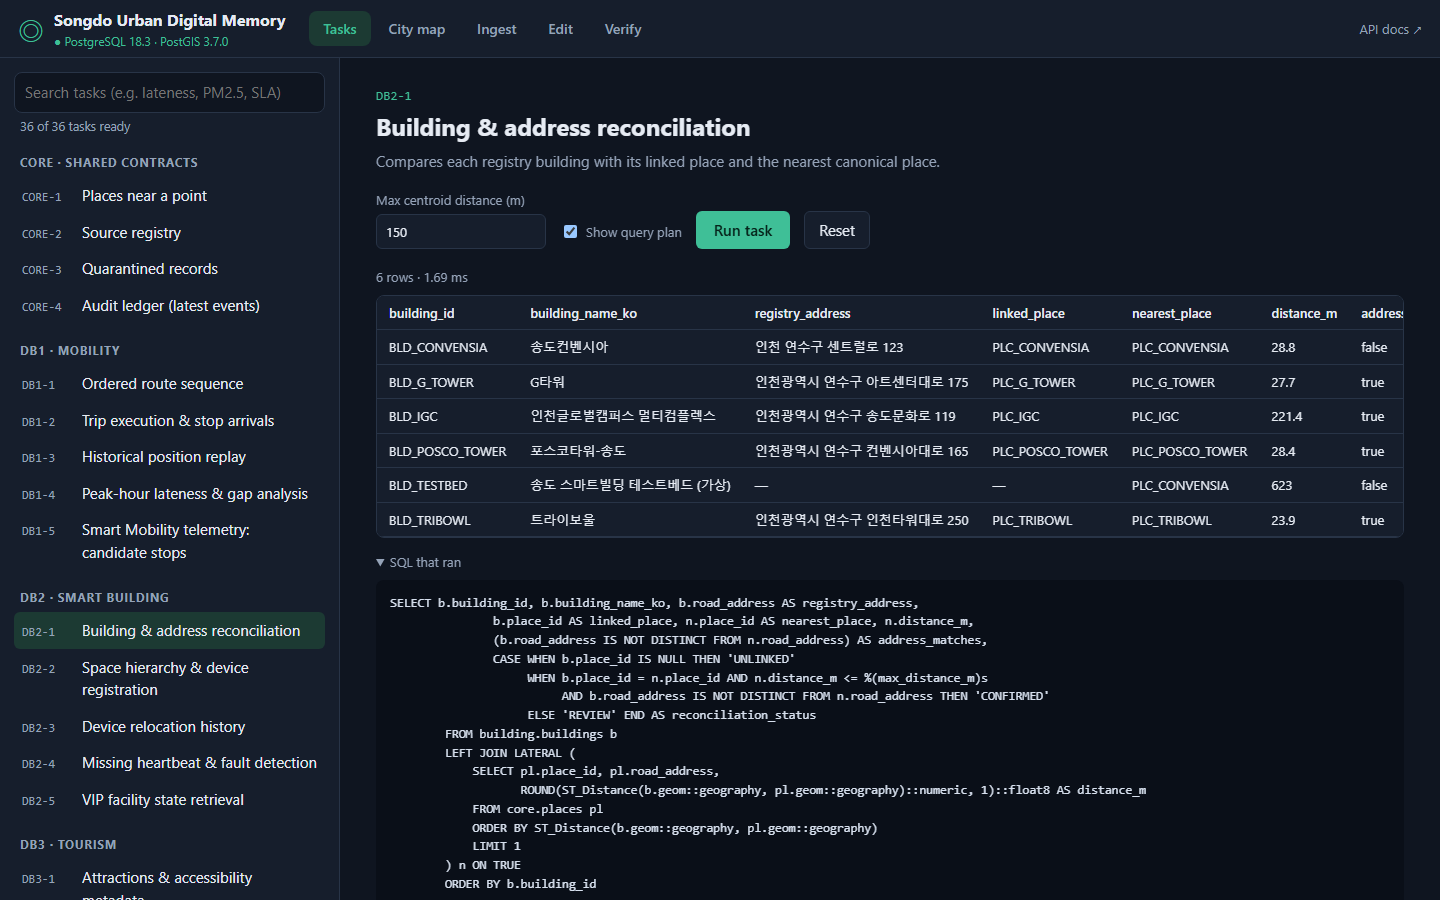 Songdo Urban Digital Memory
● PostgreSQL 18.3 · PostGIS 3.7.0
Tasks
City map
Ingest
Edit
Verify
API docs ↗
Search tasks (e.g. lateness, PM2.5, SLA)
36 of 36 tasks ready
CORE · SHARED CONTRACTS
CORE-1 Places near a point
CORE-2 Source registry
CORE-3 Quarantined records
CORE-4 Audit ledger (latest events)
DB1 · MOBILITY
DB1-1 Ordered route sequence
DB1-2 Trip execution & stop arrivals
DB1-3 Historical position replay
DB1-4 Peak-hour lateness & gap analysis
DB1-5 Smart Mobility telemetry:
candidate stops
DB2 · SMART BUILDING
DB2-1 Building & address reconciliation
DB2-2 Space hierarchy & device
registration
DB2-3 Device relocation history
DB2-4 Missing heartbeat & fault detection
DB2-5 VIP facility state retrieval
DB3 · TOURISM
DB3-1 Attractions & accessibility
metadata
DB2-1
Building & address reconciliation
Compares each registry building with its linked place and the nearest canonical place.
Max centroid distance (m)
150
Show query plan
Run task
Reset
6 rows · 1.69 ms
building_id building_name_ko registry_address linked_place nearest_place distance_m address
BLD_CONVENSIA 송도컨벤시아 인천 연수구 센트럴로 123 PLC_CONVENSIA PLC_CONVENSIA 28.8 false
BLD_G_TOWER G타워 인천광역시 연수구 아트센터대로 175 PLC_G_TOWER PLC_G_TOWER 27.7 true
BLD_IGC 인천글로벌캠퍼스 멀티컴플렉스 인천광역시 연수구 송도문화로 119 PLC_IGC PLC_IGC 221.4 true
BLD_POSCO_TOWER 포스코타워-송도 인천광역시 연수구 컨벤시아대로 165 PLC_POSCO_TOWER PLC_POSCO_TOWER 28.4 true
BLD_TESTBED 송도 스마트빌딩 테스트베드 (가상) — — PLC_CONVENSIA 623 false
BLD_TRIBOWL 트라이보울 인천광역시 연수구 인천타워대로 250 PLC_TRIBOWL PLC_TRIBOWL 23.9 true
▼ SQL that ran
SELECT b.building_id, b.building_name_ko, b.road_address AS registry_address,
b.place_id AS linked_place, n.place_id AS nearest_place, n.distance_m,
(b.road_address IS NOT DISTINCT FROM n.road_address) AS address_matches,
CASE WHEN b.place_id IS NULL THEN 'UNLINKED'
WHEN b.place_id = n.place_id AND n.distance_m <= %(max_distance_m)s
AND b.road_address IS NOT DISTINCT FROM n.road_address THEN 'CONFIRMED'
ELSE 'REVIEW' END AS reconciliation_status
FROM building.buildings b
LEFT JOIN LATERAL (
SELECT pl.place_id, pl.road_address,
ROUND(ST_Distance(b.geom::geography, pl.geom::geography)::numeric, 1)::float8 AS distance_m
FROM core.places pl
ORDER BY ST_Distance(b.geom::geography, pl.geom::geography)
LIMIT 1
) n ON TRUE
ORDER BY b.building_id